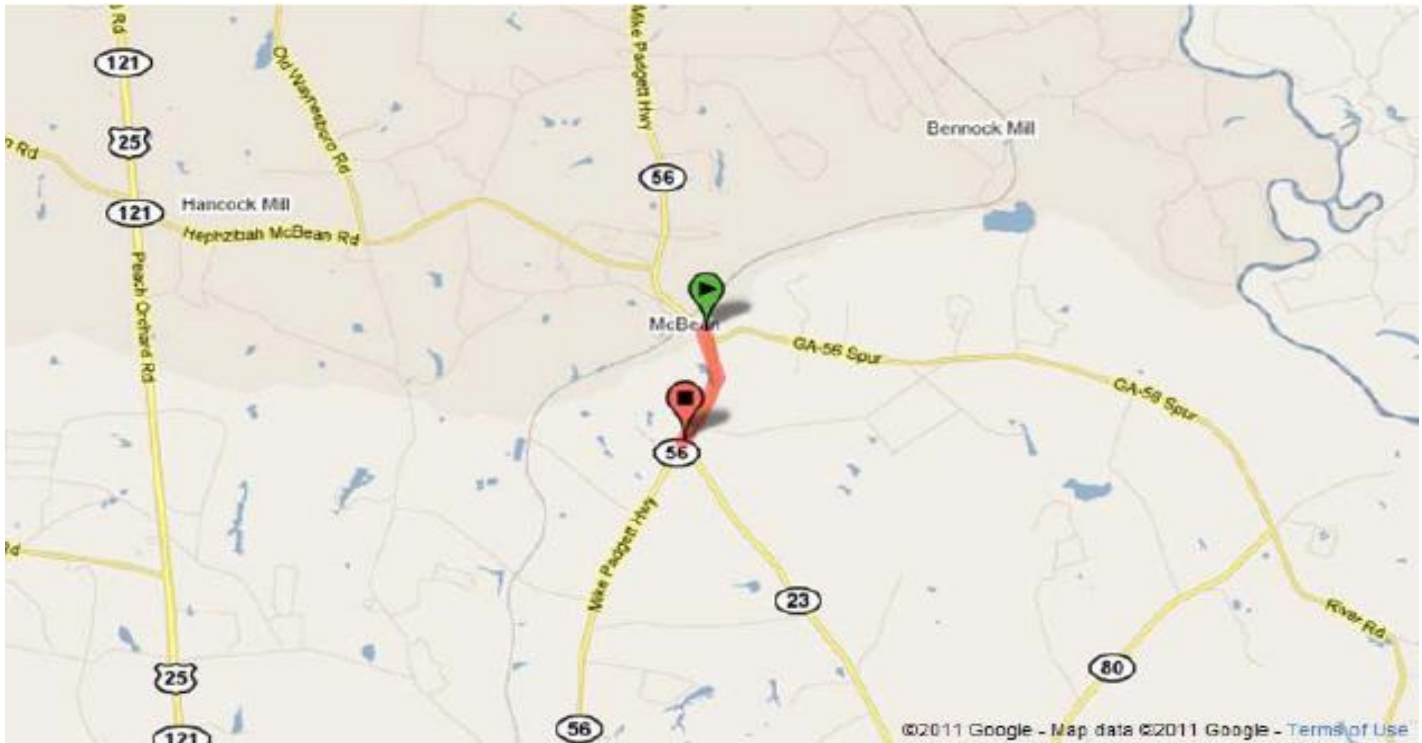 g Rd
121
25
Old Waynesboro Rd
Mike Padgett Hwy
56
Bennock Mill
n Rd
121
Hancock Mill
Hephzibah McBean Rd
Peach Orchard Rd
McBean
GA-56 Spur
GA-56 Spur
56
Mike Padgett Hwy
23
Rd
River Rd
80
25
56
121
©2011 Google - Map data ©2011 Google - Terms of Use